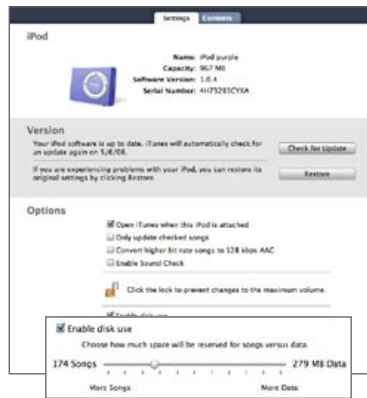 Settings Contents
iPod
Name: iPod purple
Capacity: 967 MB
Software Version: 1.0.4
Serial Number: 4H73281CYXA
Version
Your iPod software is up to date. iTunes will automatically check for
an update again on 5/6/08.
Check for Update
If you are experiencing problems with your iPod, you can restore its
original settings by clicking Restore.
Restore
Options
Open iTunes when this iPod is attached
Only update checked songs
Convert higher bit rate songs to 128 kbps AAC
Enable Sound Check
Click the lock to prevent changes to the maximum volume.
Enable disk use
Enable disk use
Choose how much space will be reserved for songs versus data.
174 Songs 279 MB Data
More Songs More Data